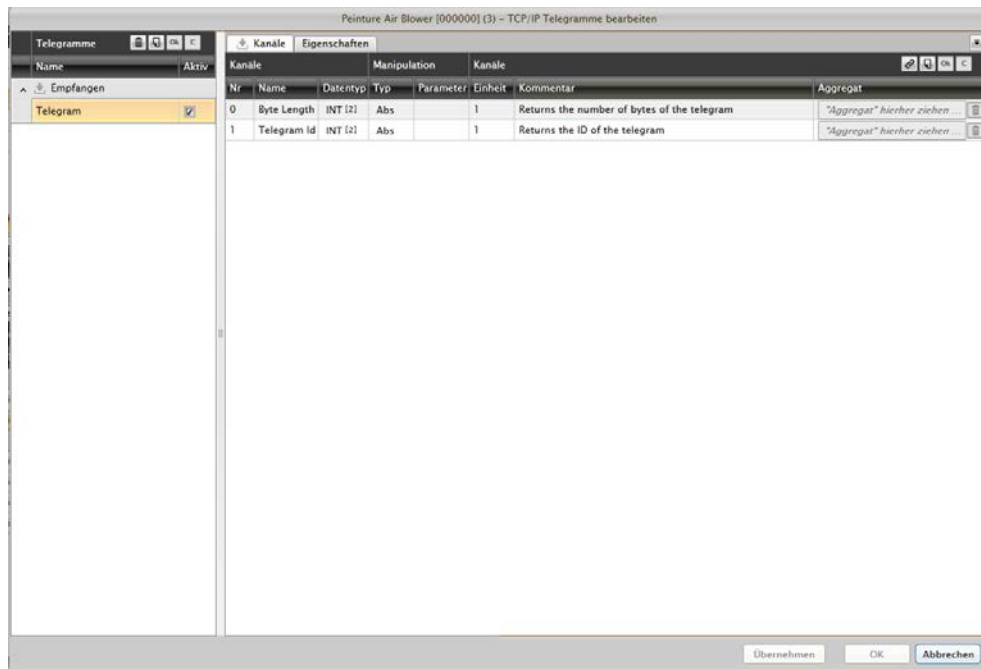 Peinture Air Blower [000000] (3) – TCP/IP Telegramme bearbeiten
Telegramme Ok C
Kanäle Eigenschaften
Name Aktiv
Kanäle Manipulation Kanäle Ok C
Nr Name Datentyp Typ Parameter Einheit Kommentar Aggregat
Empfangen
Telegram
0 Byte Length INT [2] Abs 1 Returns the number of bytes of the telegram "Aggregat" hierher ziehen ...
1 Telegram Id INT [2] Abs 1 Returns the ID of the telegram "Aggregat" hierher ziehen ...
Übernehmen OK Abbrechen